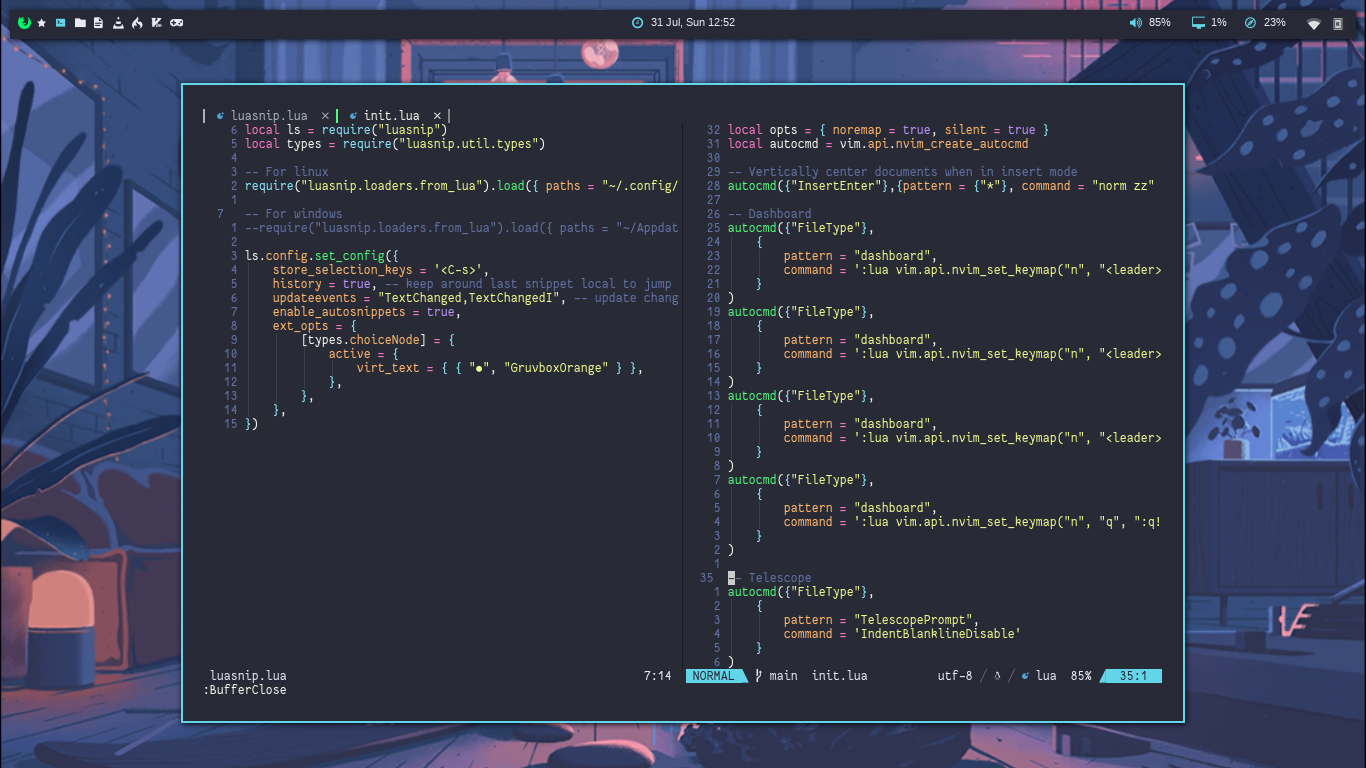 31 Jul, Sun 12:52
85%
1%
23%
luasnip.lua ×
init.lua ×
6 local ls = require("luasnip")
5 local types = require("luasnip.util.types")
4
3 -- For linux
2 require("luasnip.loaders.from_lua").load({ paths = "~/.config/
1
7 -- For windows
1 --require("luasnip.loaders.from_lua").load({ paths = "~/Appdat
2
3 ls.config.set_config({
4 store_selection_keys = '<C-s>',
5 history = true, -- keep around last snippet local to jump
6 updateevents = "TextChanged,TextChangedI", -- update chang
7 enable_autosnippets = true,
8 ext_opts = {
9 [types.choiceNode] = {
10 active = {
11 virt_text = { { "●", "GruvboxOrange" } },
12 },
13 },
14 },
15 })
32 local opts = { noremap = true, silent = true }
31 local autocmd = vim.api.nvim_create_autocmd
30
29 -- Vertically center documents when in insert mode
28 autocmd({"InsertEnter"},{pattern = {"*"}, command = "norm zz"
27
26 -- Dashboard
25 autocmd({"FileType"},
24 {
23 pattern = "dashboard",
22 command = ':lua vim.api.nvim_set_keymap("n", "<leader>
21 }
20 )
19 autocmd({"FileType"},
18 {
17 pattern = "dashboard",
16 command = ':lua vim.api.nvim_set_keymap("n", "<leader>
15 }
14 )
13 autocmd({"FileType"},
12 {
11 pattern = "dashboard",
10 command = ':lua vim.api.nvim_set_keymap("n", "<leader>
9 }
8 )
7 autocmd({"FileType"},
6 {
5 pattern = "dashboard",
4 command = ':lua vim.api.nvim_set_keymap("n", "q", ":q!
3 }
2 )
1
35 -- Telescope
1 autocmd({"FileType"},
2 {
3 pattern = "TelescopePrompt",
4 command = 'IndentBlanklineDisable'
5 }
6 )
luasnip.lua 7:14
NORMAL main init.lua utf-8 / / lua 85% 35:1
:BufferClose